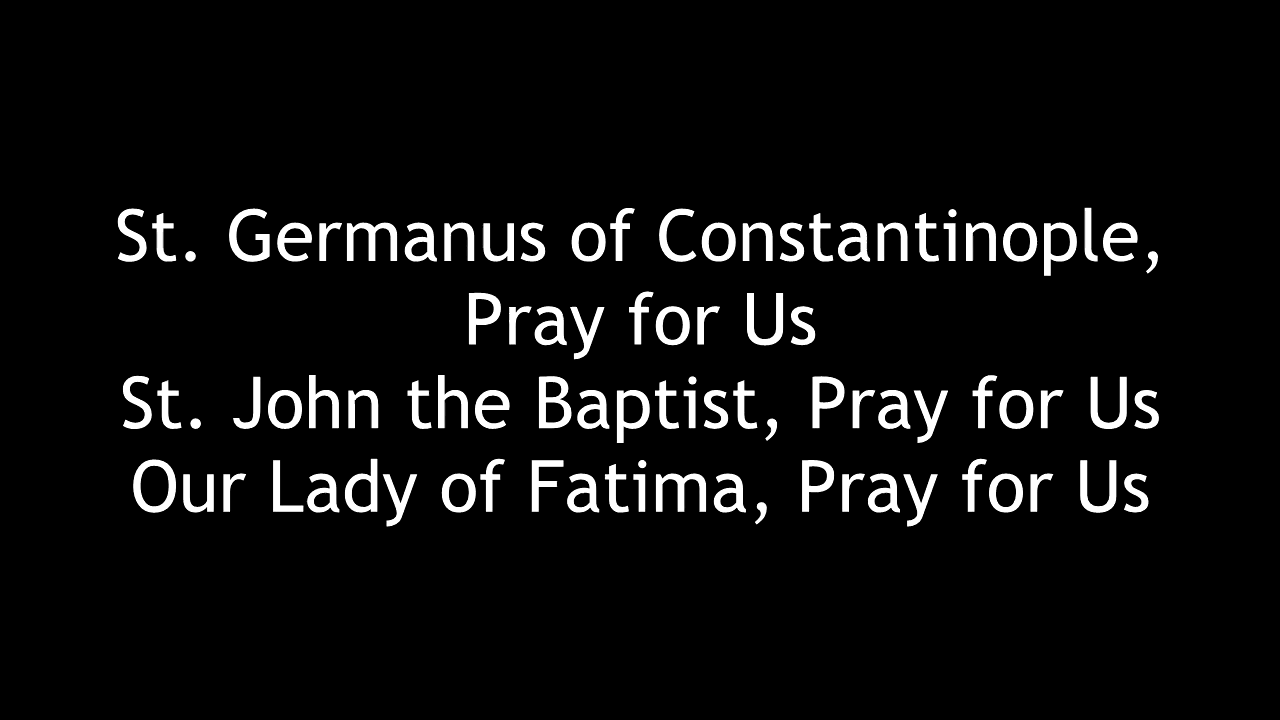 St. Germanus of Constantinople,
Pray for Us
St. John the Baptist, Pray for Us
Our Lady of Fatima, Pray for Us